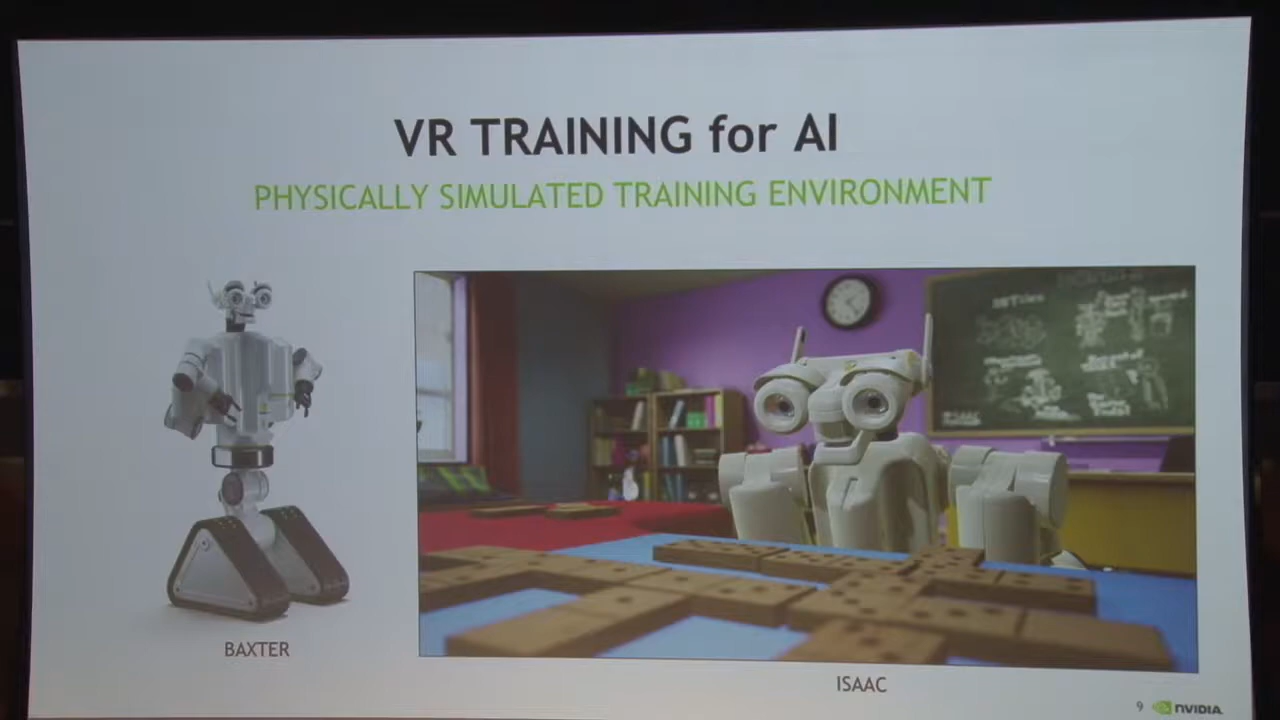 VR TRAINING for AI
PHYSICALLY SIMULATED TRAINING ENVIRONMENT
BAXTER
ISAAC
9 NVIDIA.